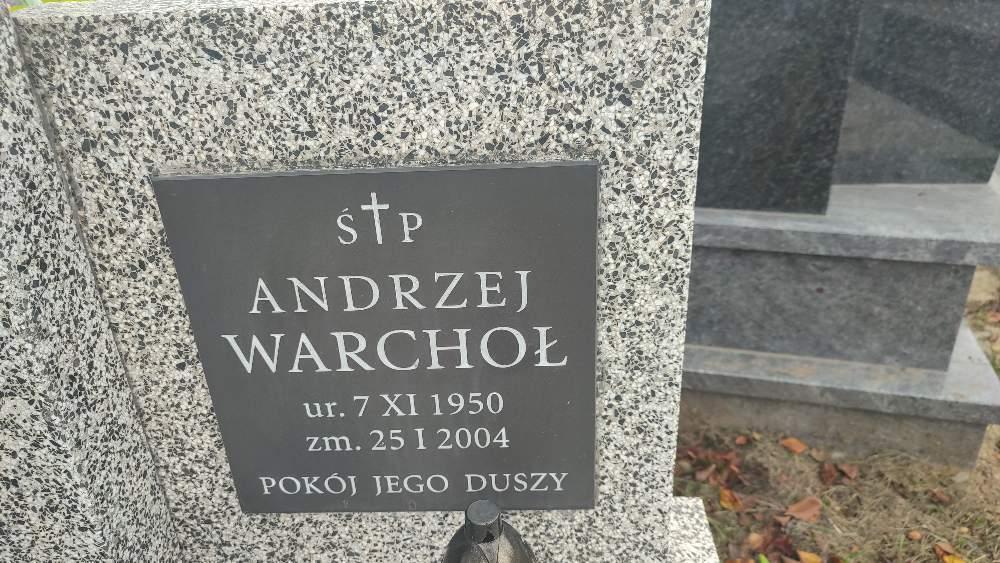 Ś✝P
ANDRZEJ
WARCHOŁ
ur. 7 XI 1950
zm. 25 I 2004
POKÓJ JEGO DUSZY